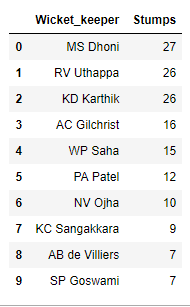 Wicket_keeper Stumps
0 MS Dhoni 27
1 RV Uthappa 26
2 KD Karthik 26
3 AC Gilchrist 16
4 WP Saha 15
5 PA Patel 12
6 NV Ojha 10
7 KC Sangakkara 9
8 AB de Villiers 7
9 SP Goswami 7